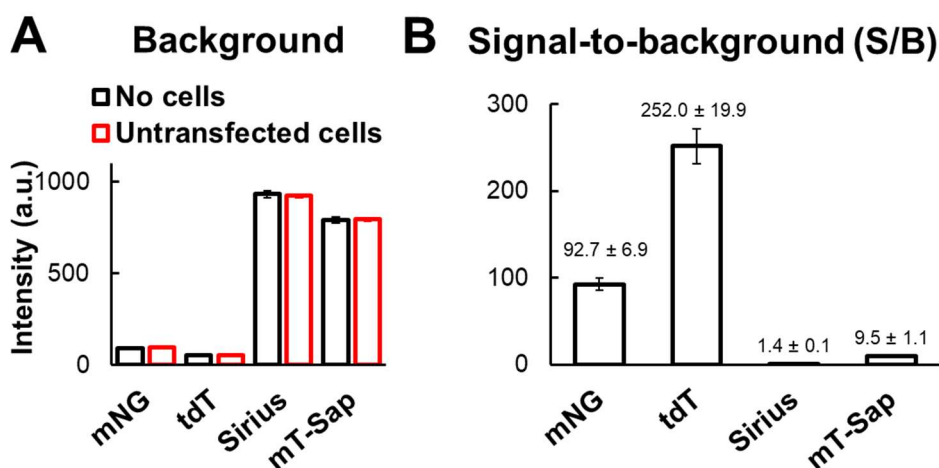 A Background
No cells
Untransfected cells
Intensity (a.u.)
1000
500
0
mNG
tdT
Sirius
mT-Sap
B Signal-to-background (S/B)
300
200
100
0
92.7 ± 6.9
252.0 ± 19.9
1.4 ± 0.1
9.5 ± 1.1
mNG
tdT
Sirius
mT-Sap